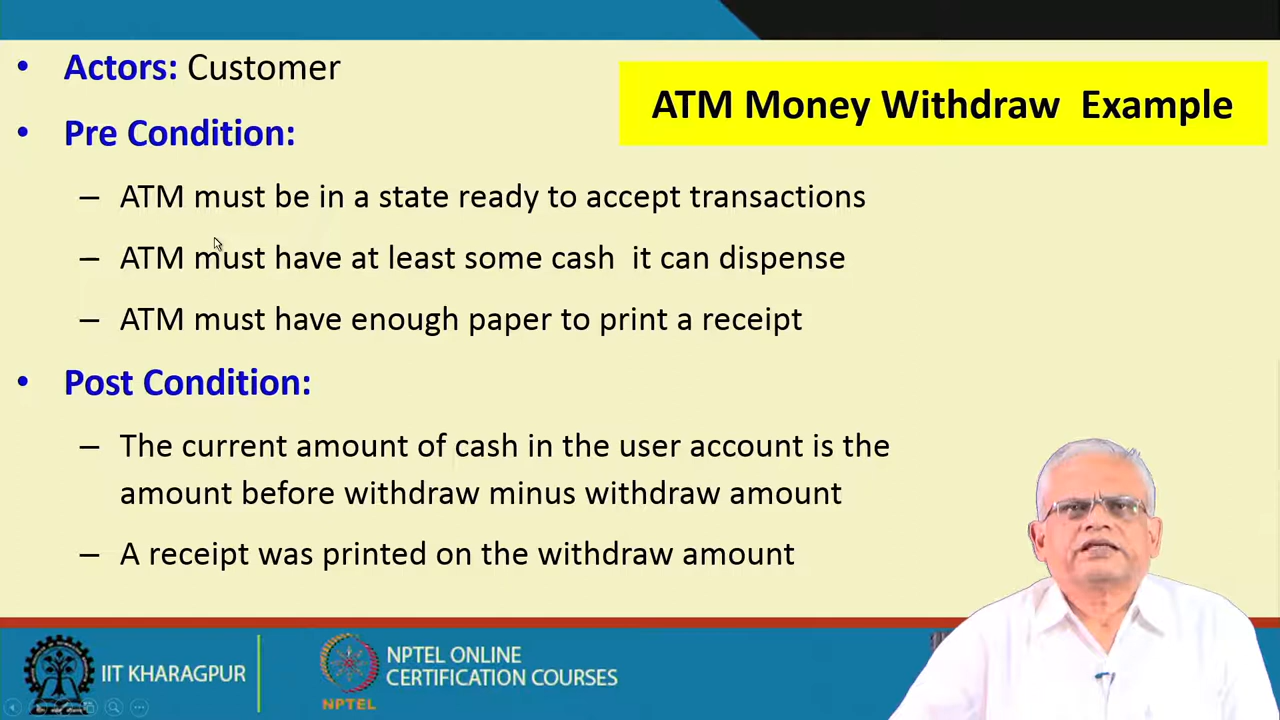 • Actors: Customer
ATM Money Withdraw Example
• Pre Condition:
– ATM must be in a state ready to accept transactions
– ATM must have at least some cash it can dispense
– ATM must have enough paper to print a receipt
• Post Condition:
– The current amount of cash in the user account is the
amount before withdraw minus withdraw amount
– A receipt was printed on the withdraw amount
IIT KHARAGPUR
NPTEL ONLINE
CERTIFICATION COURSES
NPTEL